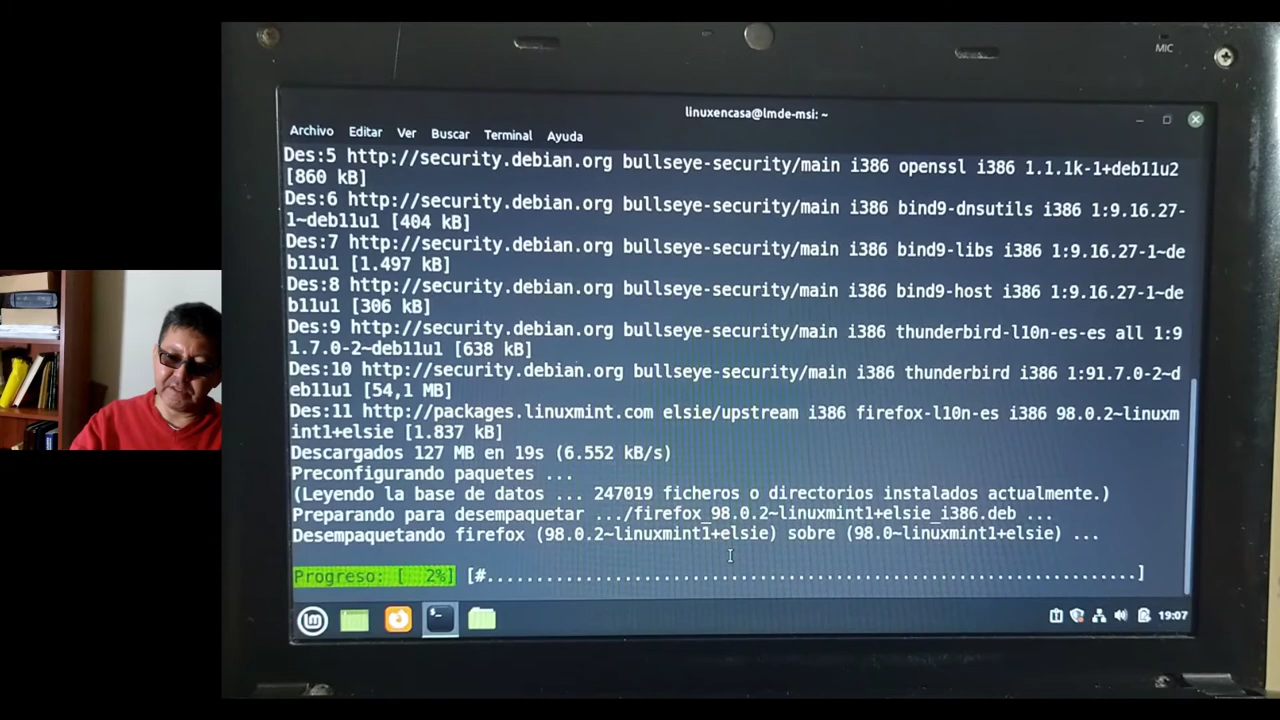 MIC
linuxencasa@lmde-msi: ~
Archivo Editar Ver Buscar Terminal Ayuda
Des:5 http://security.debian.org bullseye-security/main i386 openssl i386 1.1.1k-1+deb11u2
[860 kB]
Des:6 http://security.debian.org bullseye-security/main i386 bind9-dnsutils i386 1:9.16.27-
1~deb11u1 [404 kB]
Des:7 http://security.debian.org bullseye-security/main i386 bind9-libs i386 1:9.16.27-1~de
b11u1 [1.497 kB]
Des:8 http://security.debian.org bullseye-security/main i386 bind9-host i386 1:9.16.27-1~de
b11u1 [306 kB]
Des:9 http://security.debian.org bullseye-security/main i386 thunderbird-l10n-es-es all 1:9
1.7.0-2~deb11u1 [638 kB]
Des:10 http://security.debian.org bullseye-security/main i386 thunderbird i386 1:91.7.0-2~d
eb11u1 [54,1 MB]
Des:11 http://packages.linuxmint.com elsie/upstream i386 firefox-l10n-es i386 98.0.2~linuxm
int1+elsie [1.837 kB]
Descargados 127 MB en 19s (6.552 kB/s)
Preconfigurando paquetes ...
(Leyendo la base de datos ... 247019 ficheros o directorios instalados actualmente.)
Preparando para desempaquetar .../firefox_98.0.2~linuxmint1+elsie_i386.deb ...
Desempaquetando firefox (98.0.2~linuxmint1+elsie) sobre (98.0~linuxmint1+elsie) ...
Progreso: [  2%] [#..............................................................................]
19:07